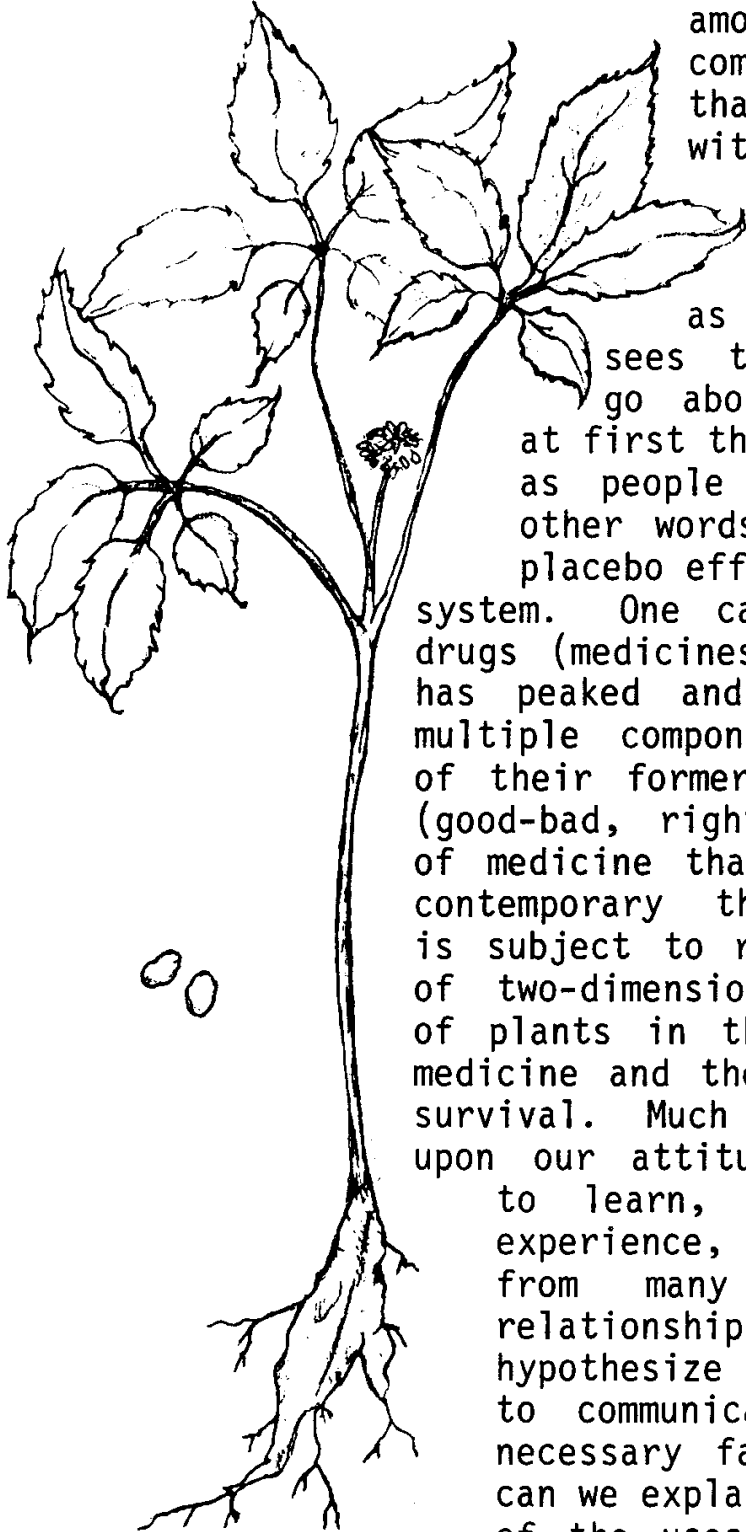 amo
com
tha
wit
as
sees t
go abo
at first th
as people
other words
placebo eff
system. One ca
drugs (medicines
has peaked and
multiple compon
of their former
(good-bad, righ
of medicine tha
contemporary th
is subject to r
of two-dimensio
of plants in th
medicine and the
survival. Much
upon our attitu
to learn,
experience,
from many
relationship
hypothesize
to communica
necessary fa
can we expla
of the